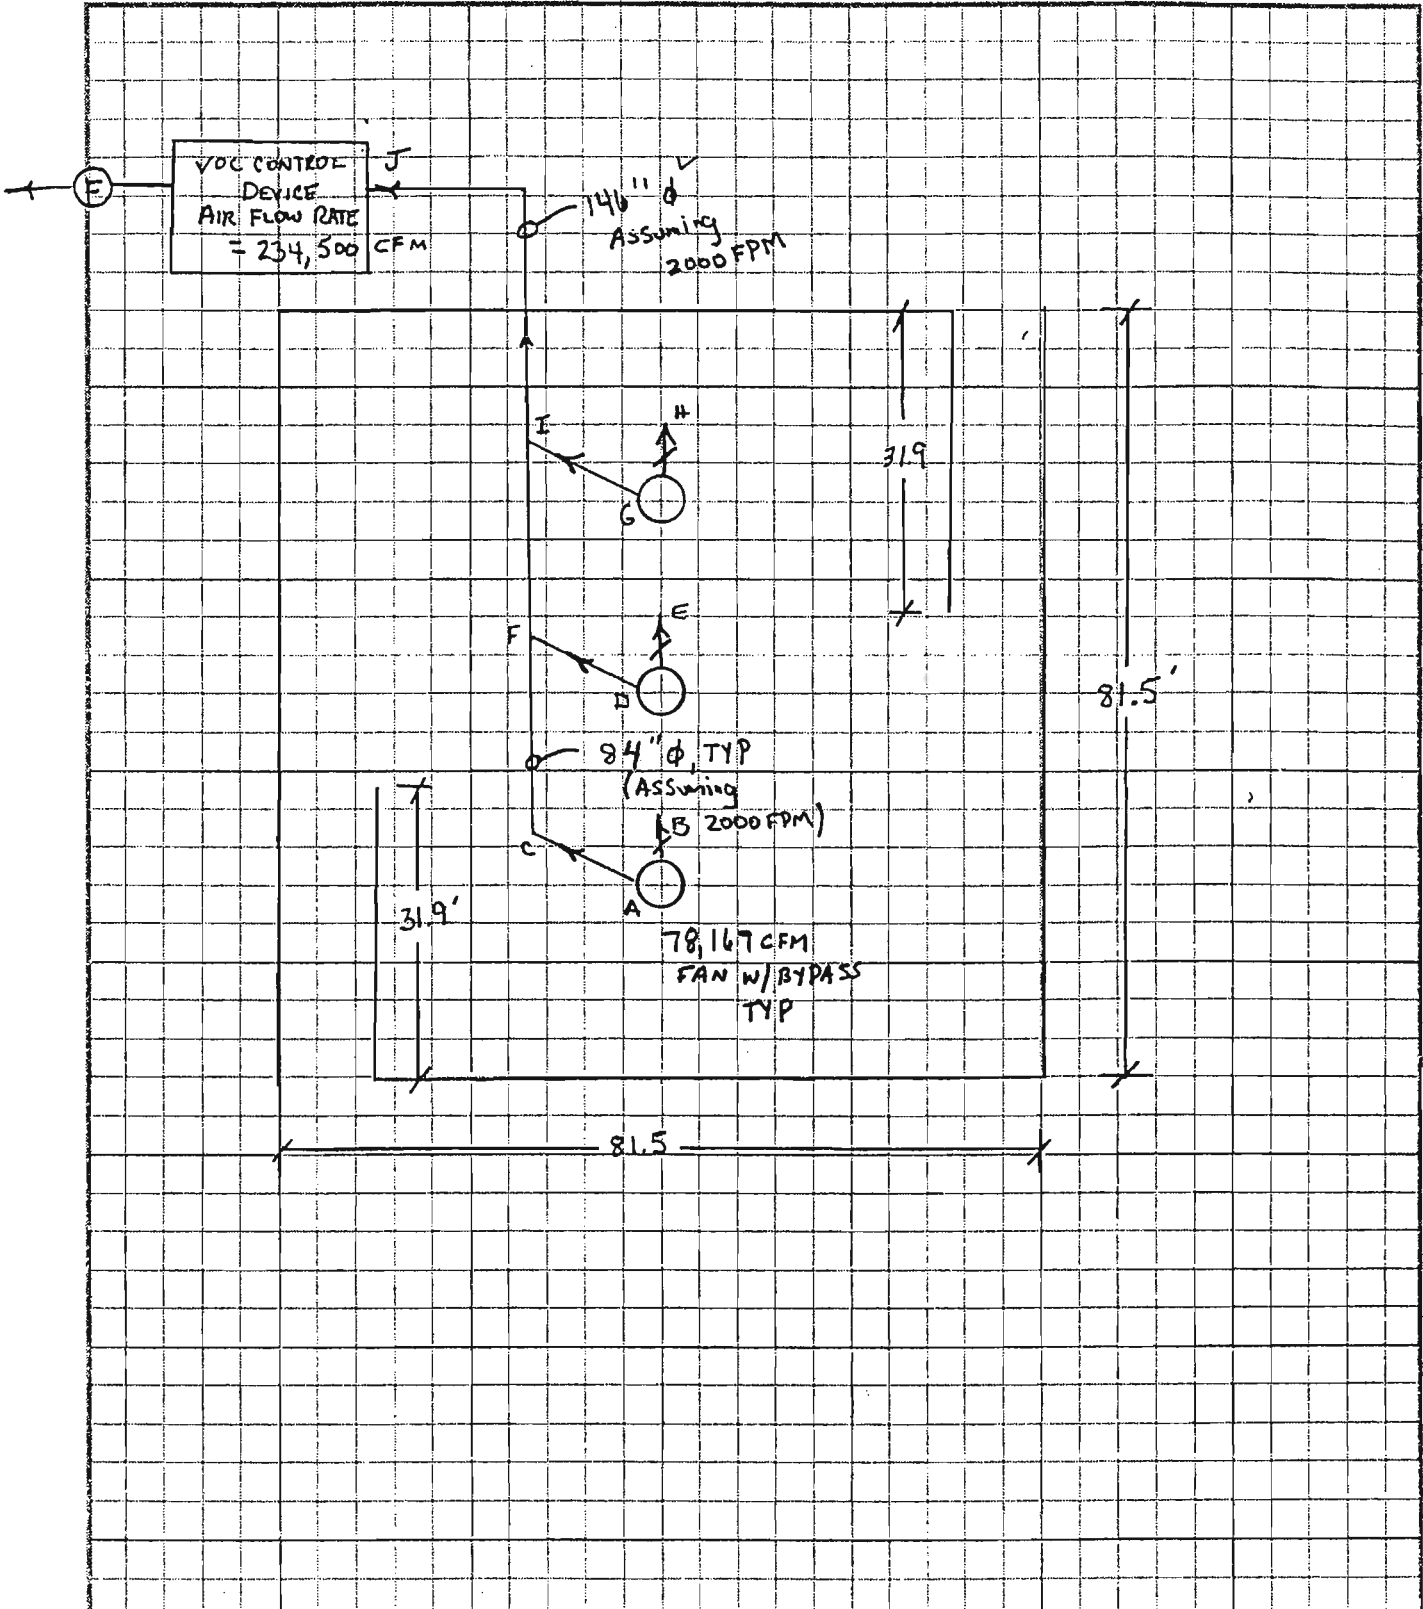 VOC CONTROL
DEVICE
AIR FLOW RATE
= 234,500 CFM
J
E
146" ϕ
Assuming
2000 FPM
H
I
G
31.9
E
F
D
81.5'
84" ϕ, TYP
(Assuming
2000 FPM)
B
C
A
31.9'
78,167 CFM
FAN W/ BYPASS
TYP
81.5